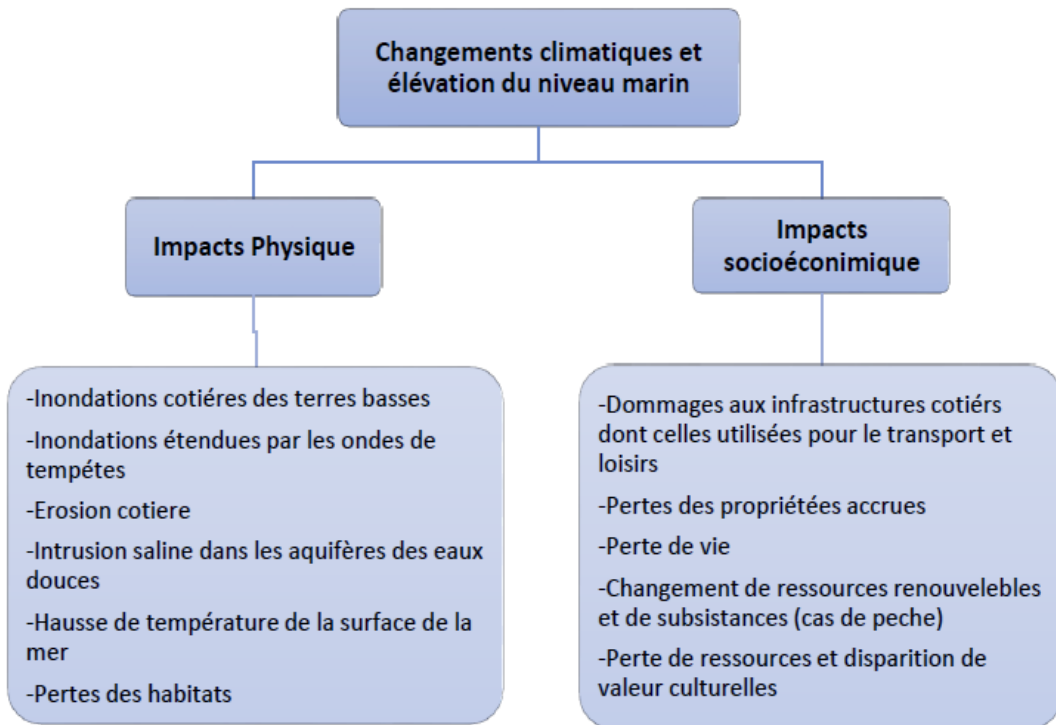 Changements climatiques et
élévation du niveau marin
Impacts Physique
Impacts
socioéconimique
-Inondations cotiéres des terres basses
-Inondations étendues par les ondes de
tempétes
-Erosion cotiere
-Intrusion saline dans les aquifères des eaux
douces
-Hausse de température de la surface de la
mer
-Pertes des habitats
-Dommages aux infrastructures cotiérs
dont celles utilisées pour le transport et
loisirs
-Pertes des propriétées accrues
-Perte de vie
-Changement de ressources renouvelebles
et de subsistances (cas de peche)
-Perte de ressources et disparition de
valeur culturelles